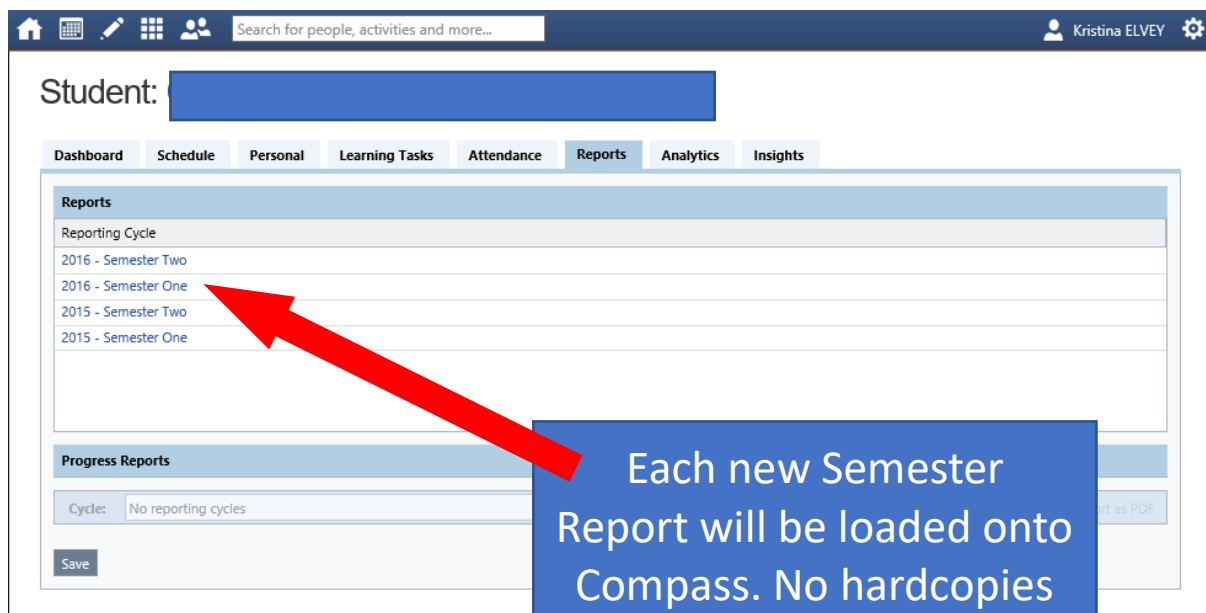 Search for people, activities and more...
Kristina ELVEY
Student:
Dashboard Schedule Personal Learning Tasks Attendance Reports Analytics Insights
Reports
Reporting Cycle
2016 - Semester Two
2016 - Semester One
2015 - Semester Two
2015 - Semester One
Progress Reports
Cycle: No reporting cycles
as PDF
Save
Each new Semester
Report will be loaded onto
Compass. No hardcopies